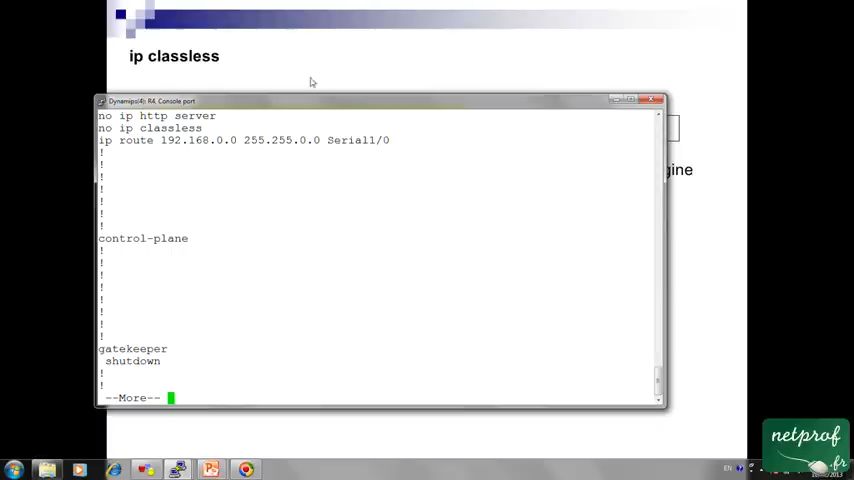 ip classless
Dynamips(4): R4, Console port
no ip http server
no ip classless
ip route 192.168.0.0 255.255.0.0 Serial1/0
!
!
!
!
!
!
!
control-plane
!
!
!
!
!
!
!
!
gatekeeper
 shutdown
!
!
 --More--
gine
netprof
.fr
EN